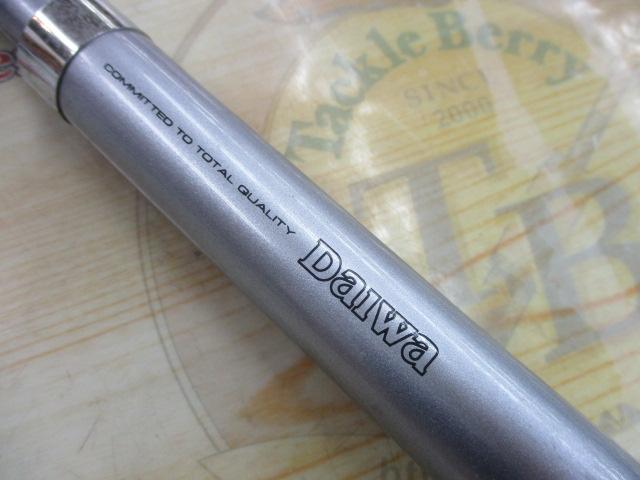 COMMITTED TO TOTAL QUALITY
Daiwa
Tackle Berry
SINCE
2000
TB